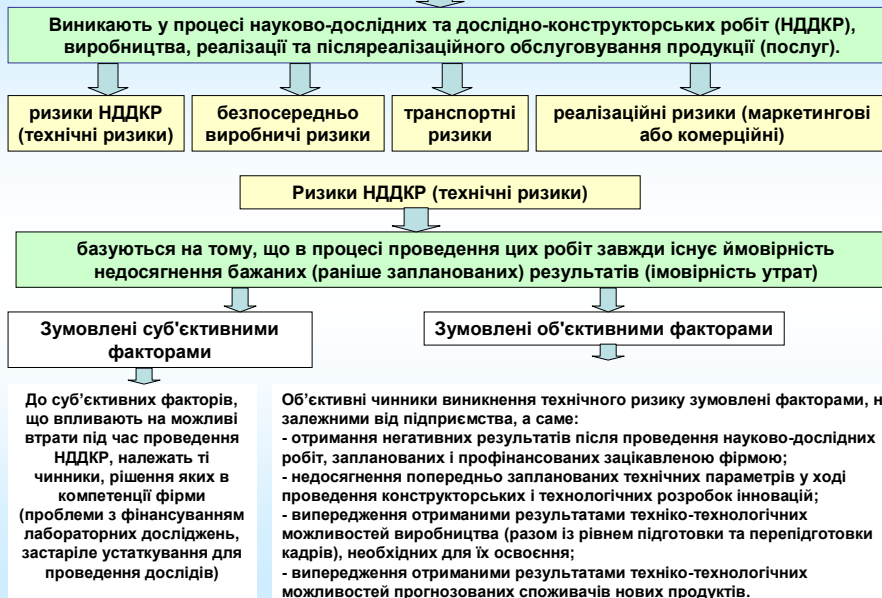 Виникають у процесі науково-дослідних та дослідно-конструкторських робіт (НДДКР),
виробництва, реалізації та післяреалізаційного обслуговування продукції (послуг).
ризики НДДКР
(технічні ризики)
безпосередньо
виробничі ризики
транспортні
ризики
реалізаційні ризики (маркетингові
або комерційні)
Ризики НДДКР (технічні ризики)
базуються на тому, що в процесі проведення цих робіт завжди існує ймовірність
недосягнення бажаних (раніше запланованих) результатів (імовірність утрат)
Зумовлені суб'єктивними
факторами
Зумовлені об'єктивними факторами
До суб’єктивних факторів,
що впливають на можливі
втрати під час проведення
НДДКР, належать ті
чинники, рішення яких в
компетенції фірми
(проблеми з фінансуванням
лабораторних досліджень,
застаріле устаткування для
проведення дослідів)
Об’єктивні чинники виникнення технічного ризику зумовлені факторами, н
залежними від підприємства, а саме:
- отримання негативних результатів після проведення науково-дослідних
робіт, запланованих і профінансованих зацікавленою фірмою;
- недосягнення попередньо запланованих технічних параметрів у ході
проведення конструкторських і технологічних розробок інновацій;
- випередження отриманими результатами техніко-технологічних
можливостей виробництва (разом із рівнем підготовки та перепідготовки
кадрів), необхідних для їх освоєння;
- випередження отриманими результатами техніко-технологічних
можливостей прогнозованих споживачів нових продуктів.